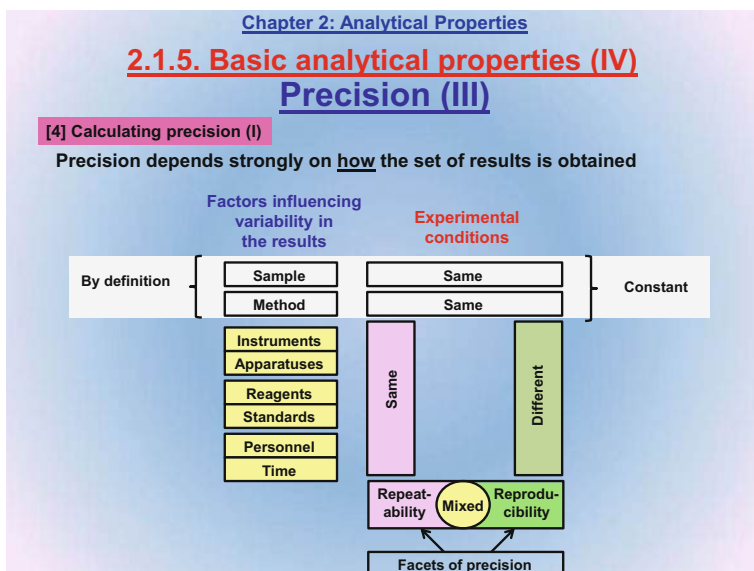 Chapter 2: Analytical Properties
2.1.5. Basic analytical properties (IV)
Precision (III)
[4] Calculating precision (I)
Precision depends strongly on how the set of results is obtained
Factors influencing
variability in
the results
Experimental
conditions
By definition
Sample
Same
Constant
Method
Same
Instruments
Apparatuses
Reagents
Standards
Personnel
Time
Same
Different
Repeat-
ability
Mixed
Reprodu-
cibility
Facets of precision